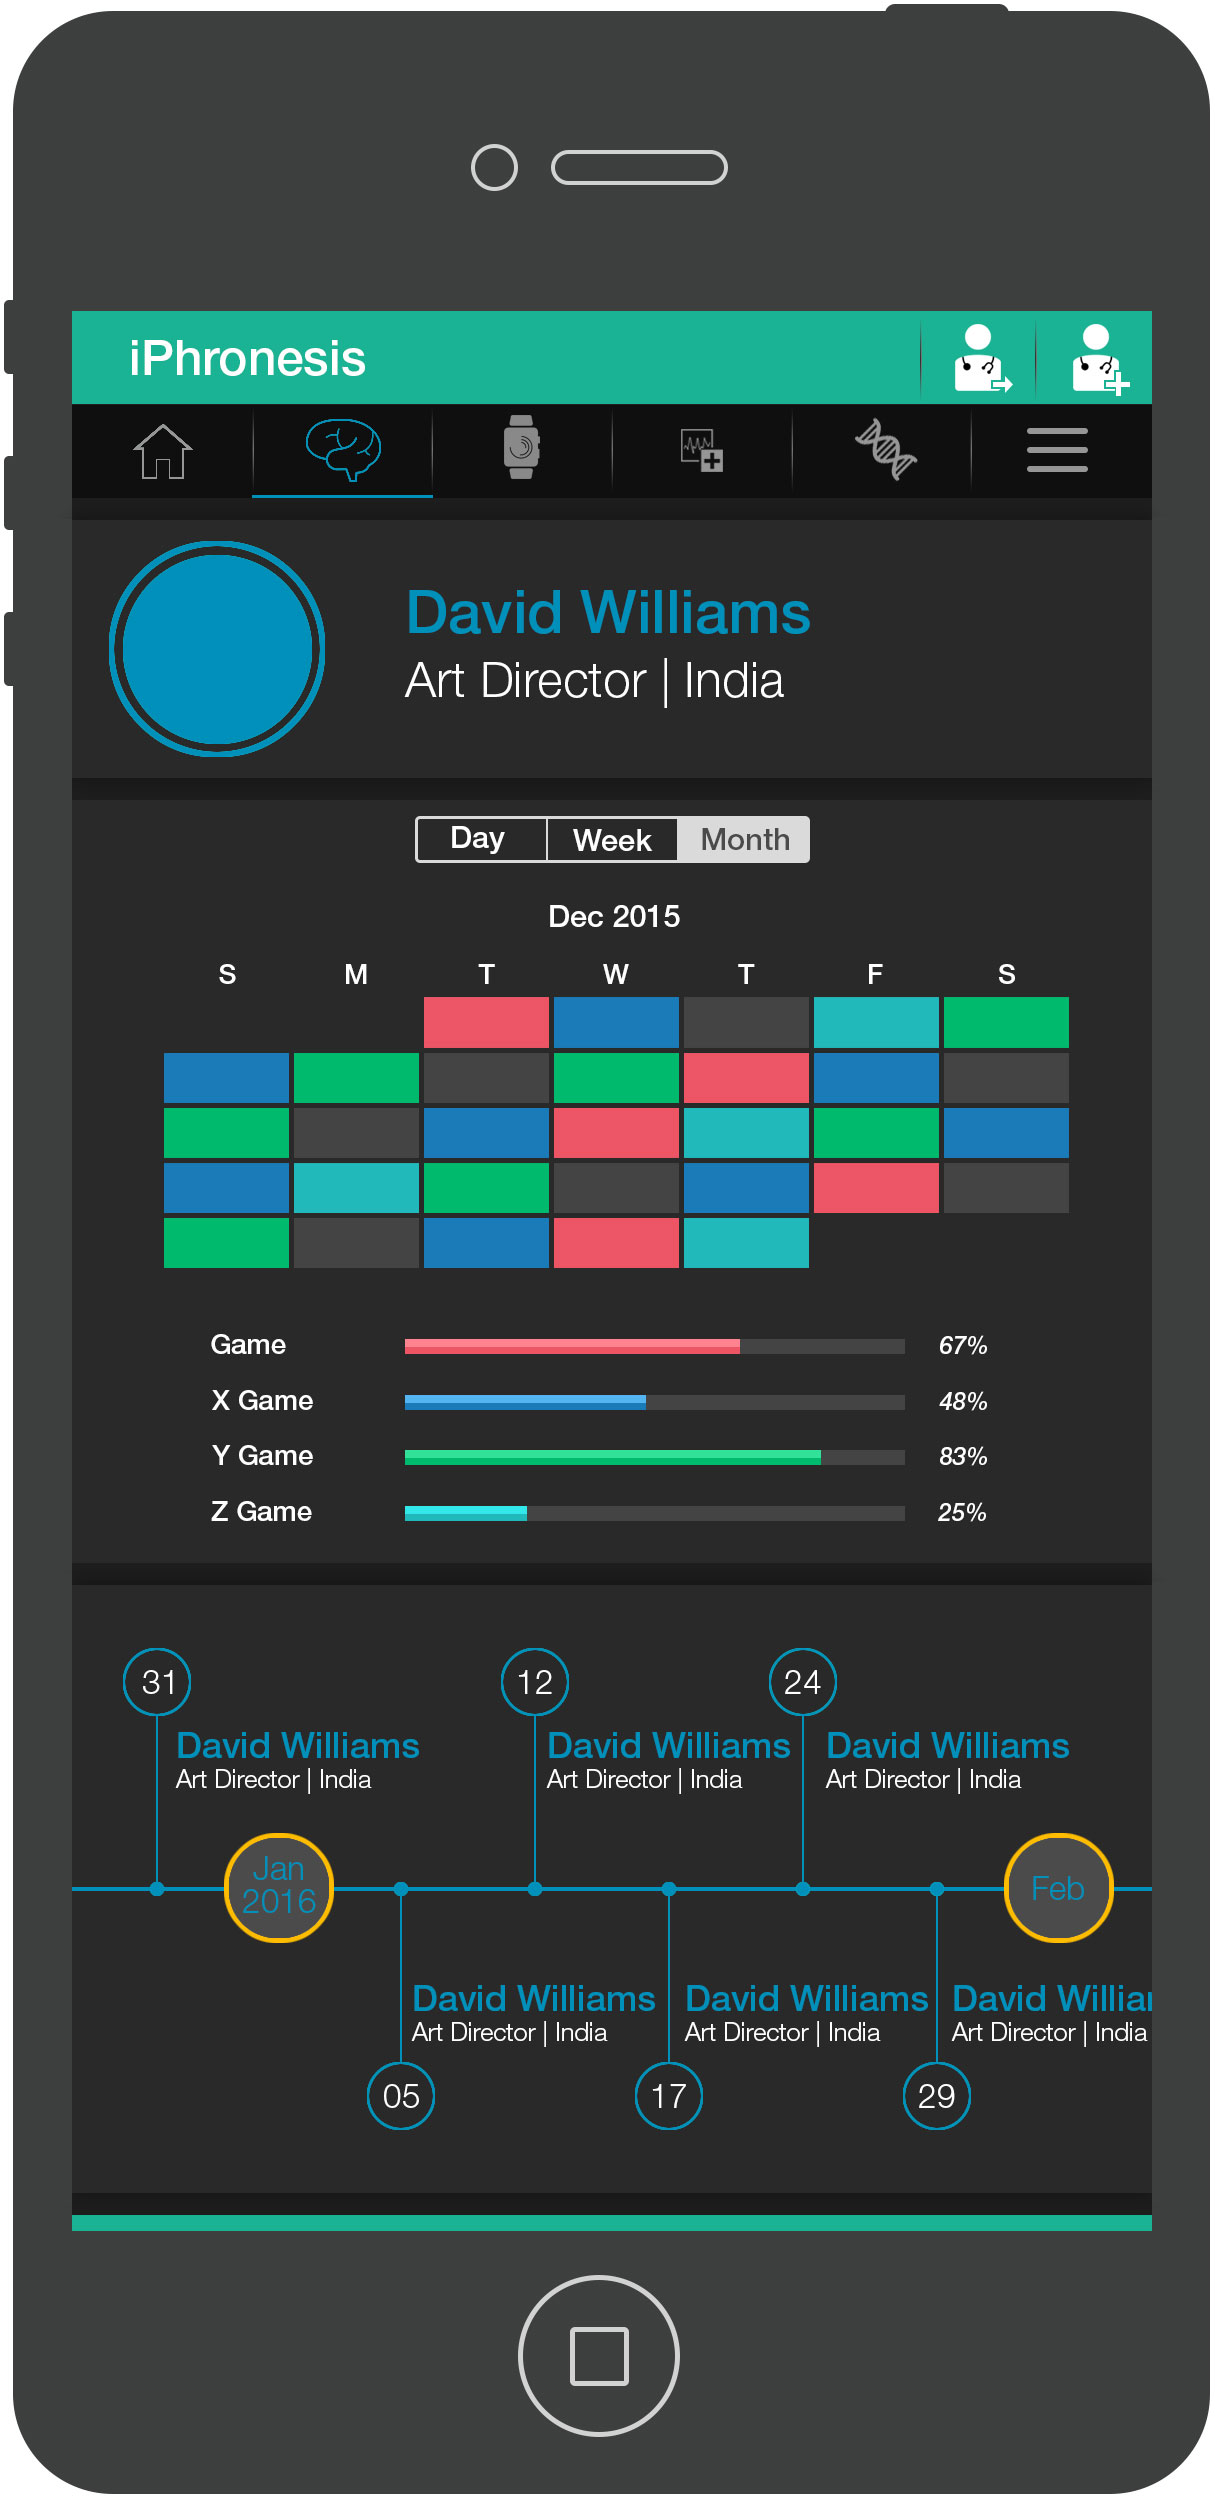 iPhronesis
David Williams
Art Director | India
Day Week Month
Dec 2015
S M T W T F S
Game 67%
X Game 48%
Y Game 83%
Z Game 25%
31 12 24
David Williams David Williams David Williams
Art Director | India Art Director | India Art Director | India
Jan
2016
Feb
David Williams David Williams David Willia
Art Director | India Art Director | India Art Director | India
05 17 29